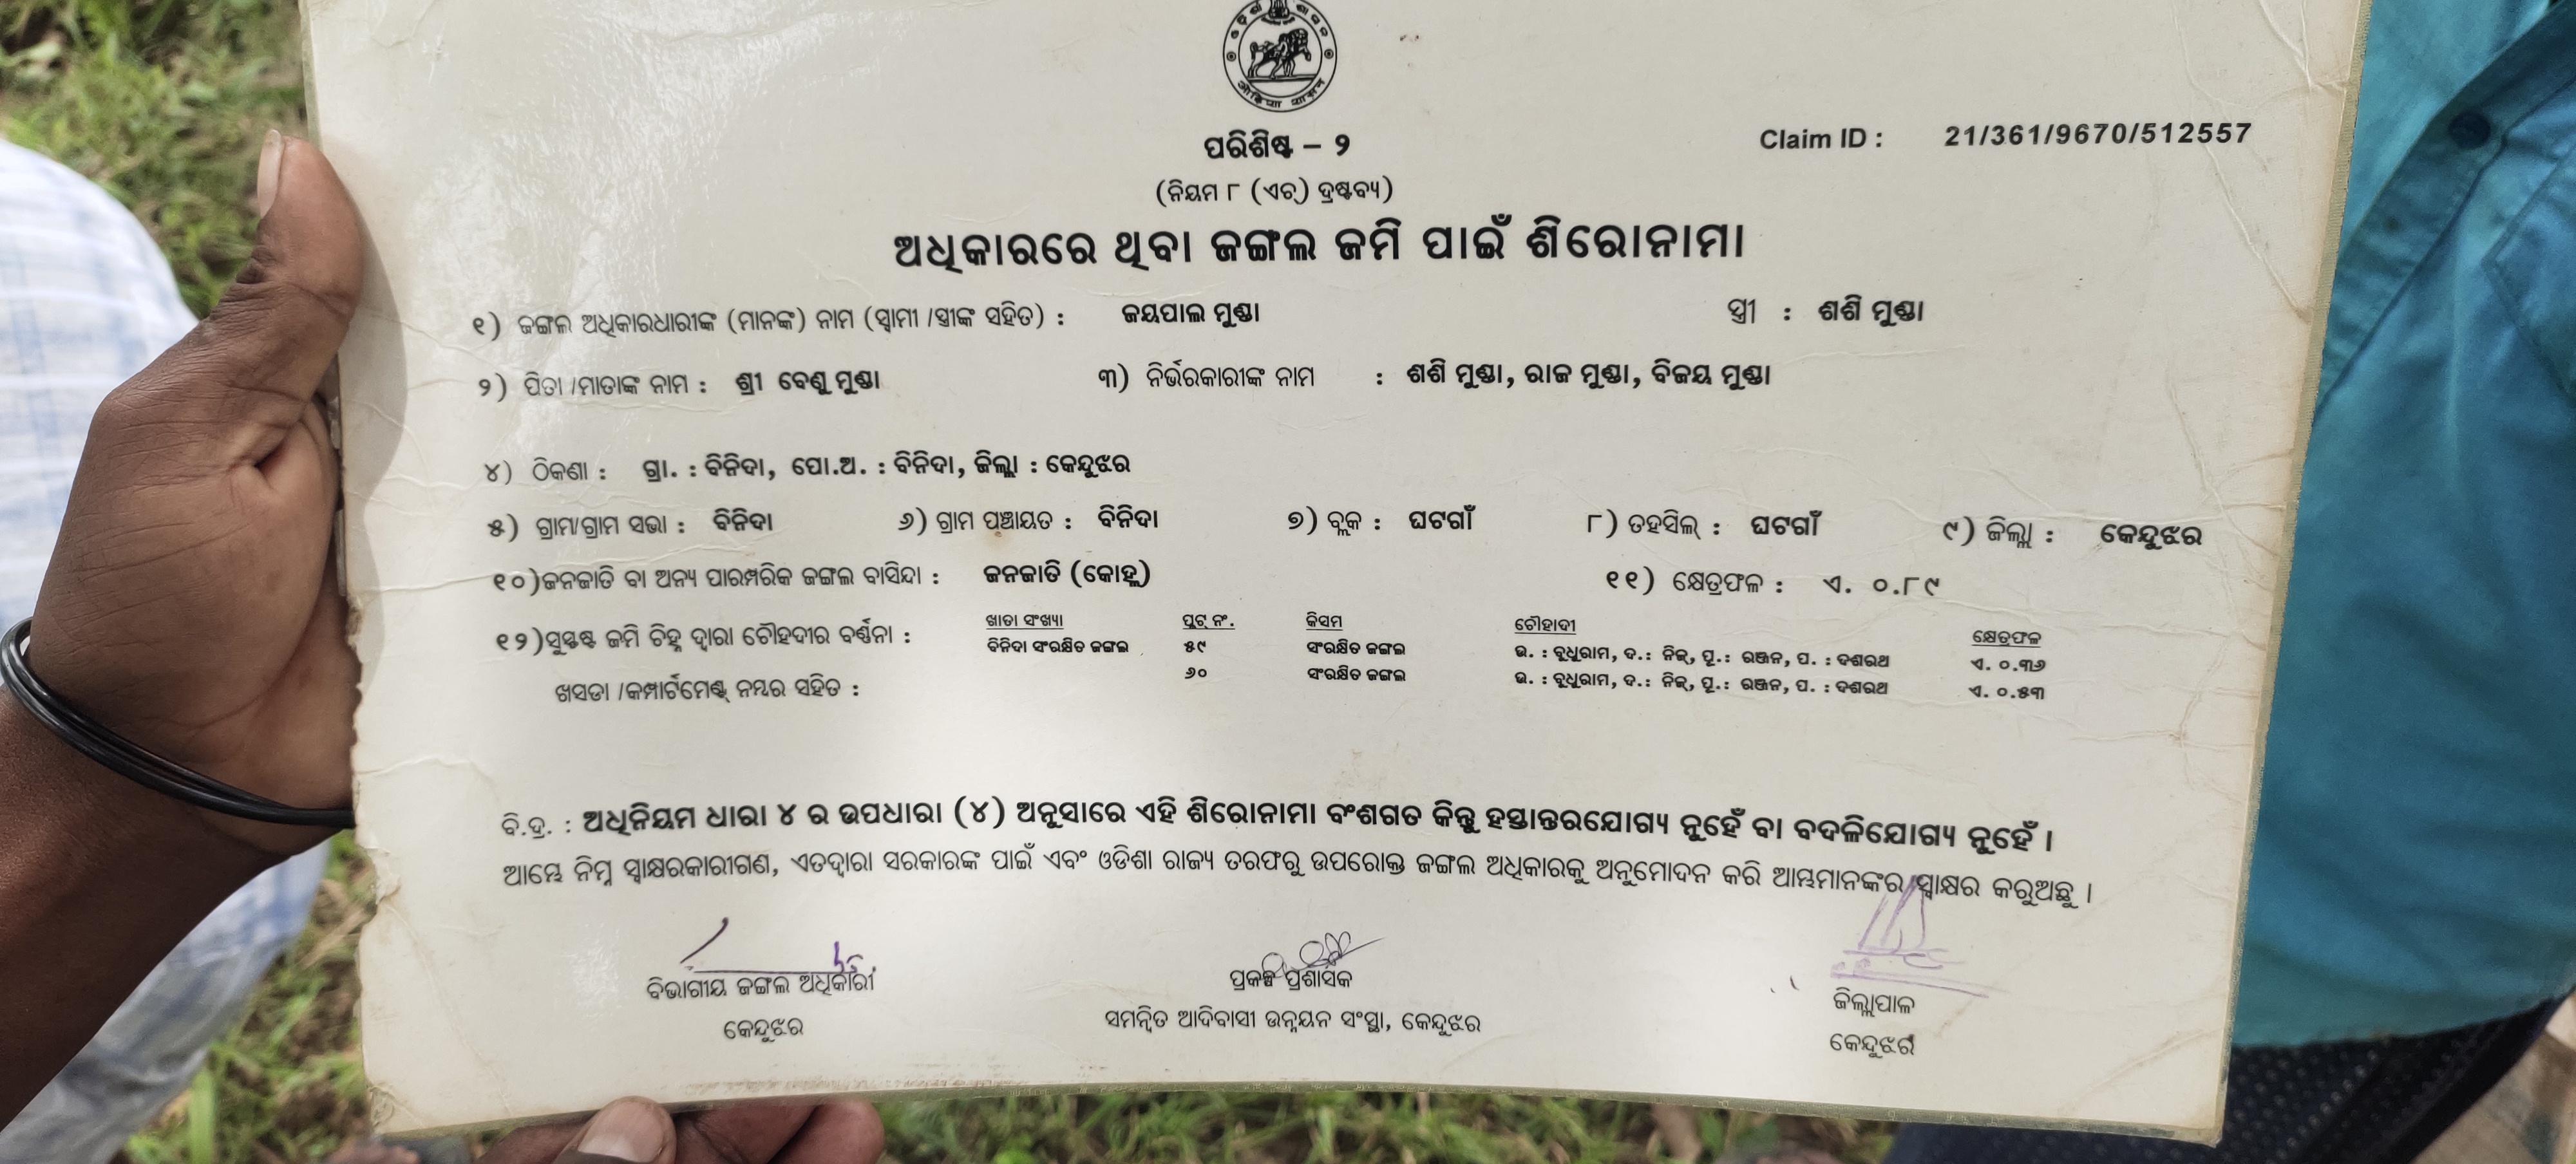 ପରିଶିଷ୍ଟ – ୨
Claim ID : 21/361/9670/512557
(ନିୟମ ୮ (ଏଚ୍) ଦ୍ରଷ୍ଟବ୍ୟ)
ଅଧିକାରରେ ଥିବା ଜଙ୍ଗଲ ଜମି ପାଇଁ ଶିରୋନାମା
୧) ଜଙ୍ଗଲ ଅଧିକାରଧାରୀଙ୍କ (ମାନଙ୍କ) ନାମ (ସ୍ୱାମୀ /ସ୍ତ୍ରୀଙ୍କ ସହିତ) : ଜୟପାଲ ମୁଣ୍ଡା ସ୍ତ୍ରୀ : ଶଶି ମୁଣ୍ଡା
୨) ପିତା /ମାତାଙ୍କ ନାମ : ଶ୍ରୀ ବେଣୁ ମୁଣ୍ଡା ୩) ନିର୍ଭରକାରୀଙ୍କ ନାମ : ଶଶି ମୁଣ୍ଡା, ରାଜ ମୁଣ୍ଡା, ବିଜୟ ମୁଣ୍ଡା
୪) ଠିକଣା : ଗ୍ରା. : ବିନିଦା, ପୋ.ଅ. : ବିନିଦା, ଜିଲ୍ଲା : କେନ୍ଦୁଝର
୫) ଗ୍ରାମ/ଗ୍ରାମ ସଭା : ବିନିଦା ୬) ଗ୍ରାମ ପଞ୍ଚାୟତ : ବିନିଦା ୭) ବ୍ଲକ : ଘଟଗାଁ ୮) ତହସିଲ୍ : ଘଟଗାଁ ୯) ଜିଲ୍ଲା : କେନ୍ଦୁଝର
୧୦)ଜନଜାତି ବା ଅନ୍ୟ ପାରମ୍ପରିକ ଜଙ୍ଗଲ ବାସିନ୍ଦା : ଜନଜାତି (କୋହ୍ଲ) ୧୧) କ୍ଷେତ୍ରଫଳ : ଏ. ୦.୮୯
୧୨)ସୁସ୍ପଷ୍ଟ ଜମି ଚିହ୍ନ ଦ୍ୱାରା ଚୌହଦୀର ବର୍ଣ୍ଣନା : ଖାତା ସଂଖ୍ୟା ପ୍ଲଟ୍ ନଂ. କିସମ ଚୌହାଦୀ କ୍ଷେତ୍ରଫଳ
ବିନିଦା ସଂରକ୍ଷିତ ଜଙ୍ଗଲ ୫୯ ସଂରକ୍ଷିତ ଜଙ୍ଗଲ ଉ. : ବୁଧୁରାମ, ଦ.: ନିଜ୍, ପୂ.: ରଞ୍ଜନ, ପ. : ଦଶରଥ ଏ. ୦.୩୬
ଖସଡା /କମ୍ପାର୍ଟମେଣ୍ଟ୍ ନମ୍ବର ସହିତ : ୬୦ ସଂରକ୍ଷିତ ଜଙ୍ଗଲ ଉ. : ବୁଧୁରାମ, ଦ.: ନିଜ୍, ପୂ.: ରଞ୍ଜନ, ପ. : ଦଶରଥ ଏ. ୦.୫୩
ବି.ଦ୍ର. : ଅଧିନିୟମ ଧାରା ୪ ର ଉପଧାରା (୪) ଅନୁସାରେ ଏହି ଶିରୋନାମା ବଂଶଗତ କିନ୍ତୁ ହସ୍ତାନ୍ତରଯୋଗ୍ୟ ନୁହେଁ ବା ବଦଳିଯୋଗ୍ୟ ନୁହେଁ ।
ଆମ୍ଭେ ନିମ୍ନ ସ୍ୱାକ୍ଷରକାରୀଗଣ, ଏତଦ୍ୱାରା ସରକାରଙ୍କ ପାଇଁ ଏବଂ ଓଡିଶା ରାଜ୍ୟ ତରଫରୁ ଉପରୋକ୍ତ ଜଙ୍ଗଲ ଅଧିକାରକୁ ଅନୁମୋଦନ କରି ଆମ୍ଭମାନଙ୍କର ସ୍ୱାକ୍ଷର କରୁଅଛୁ ।
ବିଭାଗୀୟ ଜଙ୍ଗଲ ଅଧିକାରୀ ପ୍ରକଳ୍ପ ପ୍ରଶାସକ ଜିଲ୍ଲାପାଳ
କେନ୍ଦୁଝର ସମନ୍ୱିତ ଆଦିବାସୀ ଉନ୍ନୟନ ସଂସ୍ଥା, କେନ୍ଦୁଝର କେନ୍ଦୁଝର